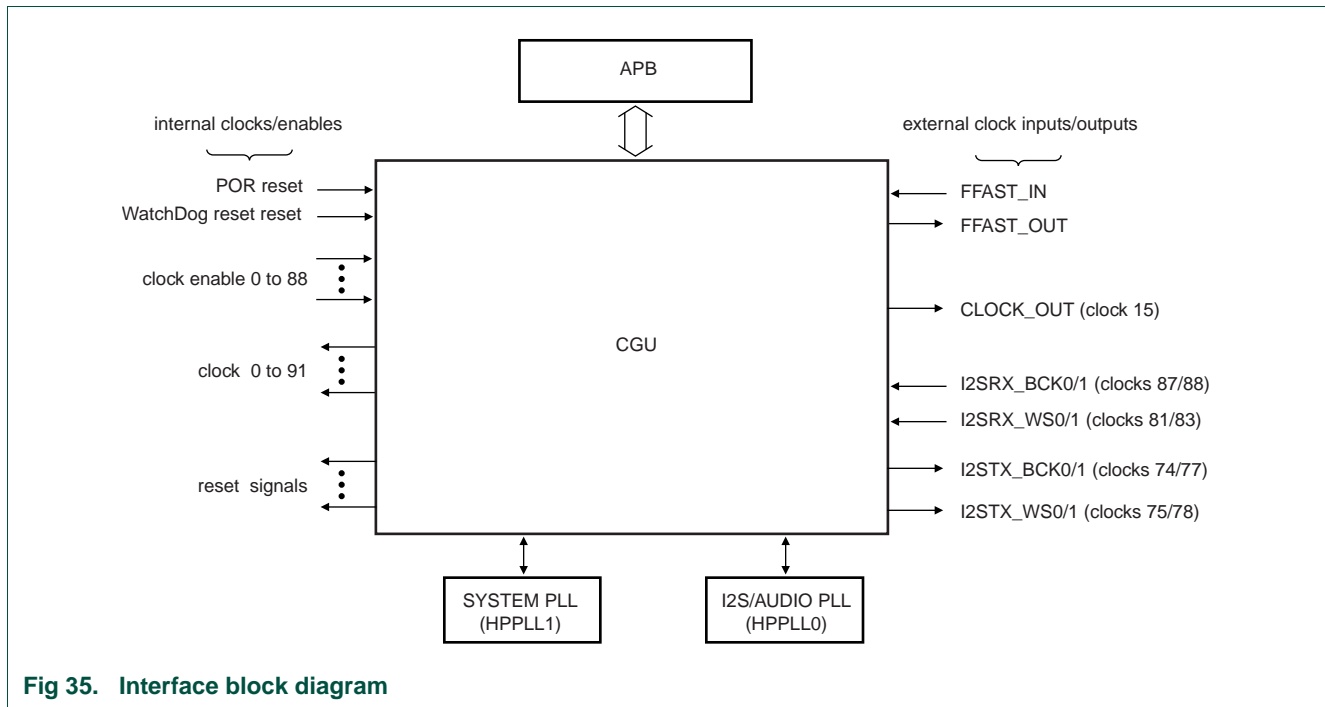 APB
internal clocks/enables
external clock inputs/outputs
POR reset
WatchDog reset reset
clock enable 0 to 88
clock 0 to 91
reset signals
CGU
FFAST_IN
FFAST_OUT
CLOCK_OUT (clock 15)
I2SRX_BCK0/1 (clocks 87/88)
I2SRX_WS0/1 (clocks 81/83)
I2STX_BCK0/1 (clocks 74/77)
I2STX_WS0/1 (clocks 75/78)
SYSTEM PLL
(HPPLL1)
I2S/AUDIO PLL
(HPPLL0)
Fig 35. Interface block diagram